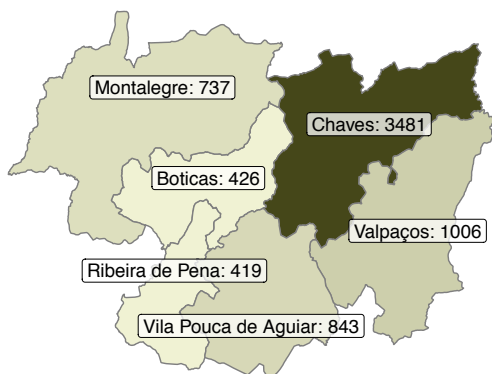 Montalegre: 737
Chaves: 3481
Boticas: 426
Valpaços: 1006
Ribeira de Pena: 419
Vila Pouca de Aguiar: 843